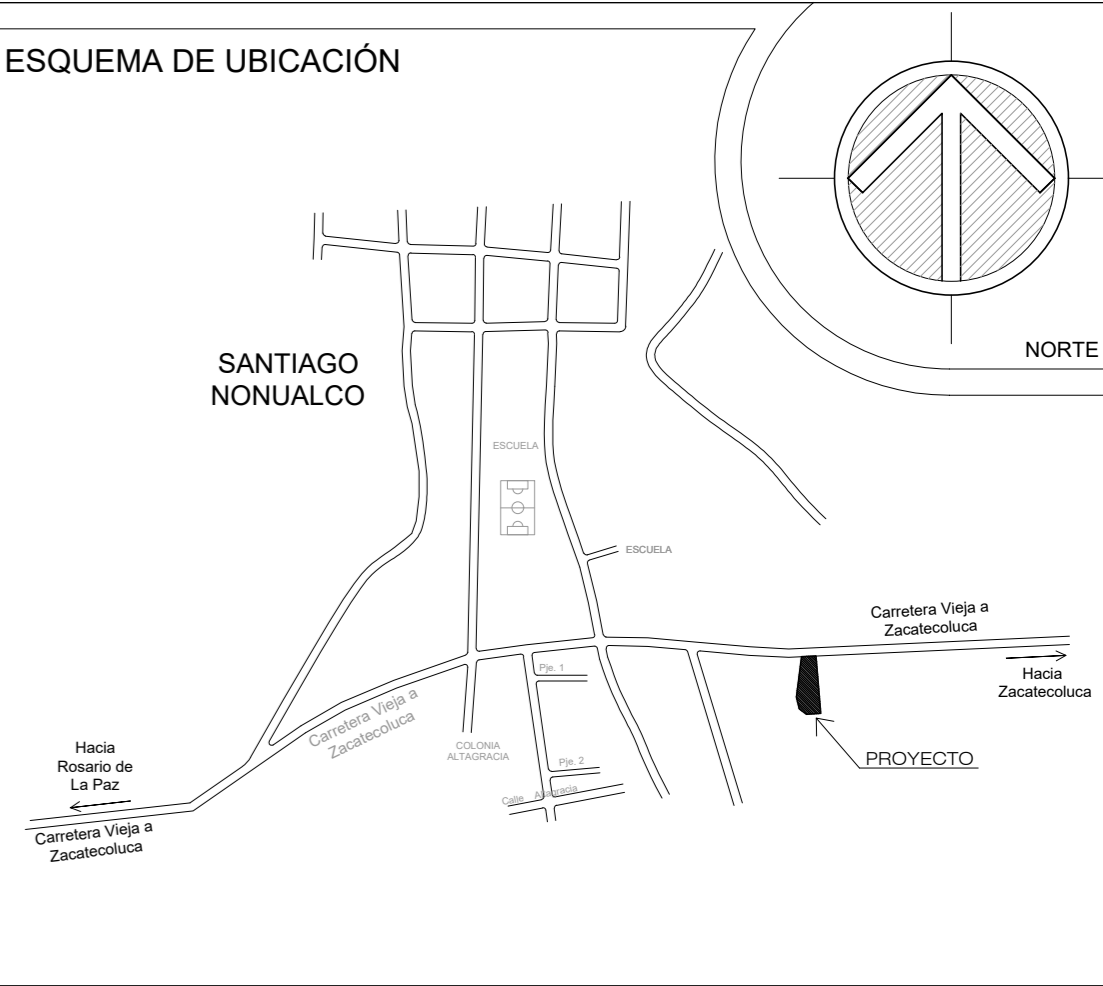 ESQUEMA DE UBICACIÓN
NORTE
SANTIAGO
NONUALCO
ESCUELA
ESCUELA
Carretera Vieja a
Zacatecoluca
Hacia
Zacatecoluca
Pje. 1
Carretera Vieja a
Zacatecoluca
COLONIA
ALTAGRACIA
PROYECTO
Pje. 2
Hacia
Rosario de
La Paz
Calle Altagracia
Carretera Vieja a
Zacatecoluca